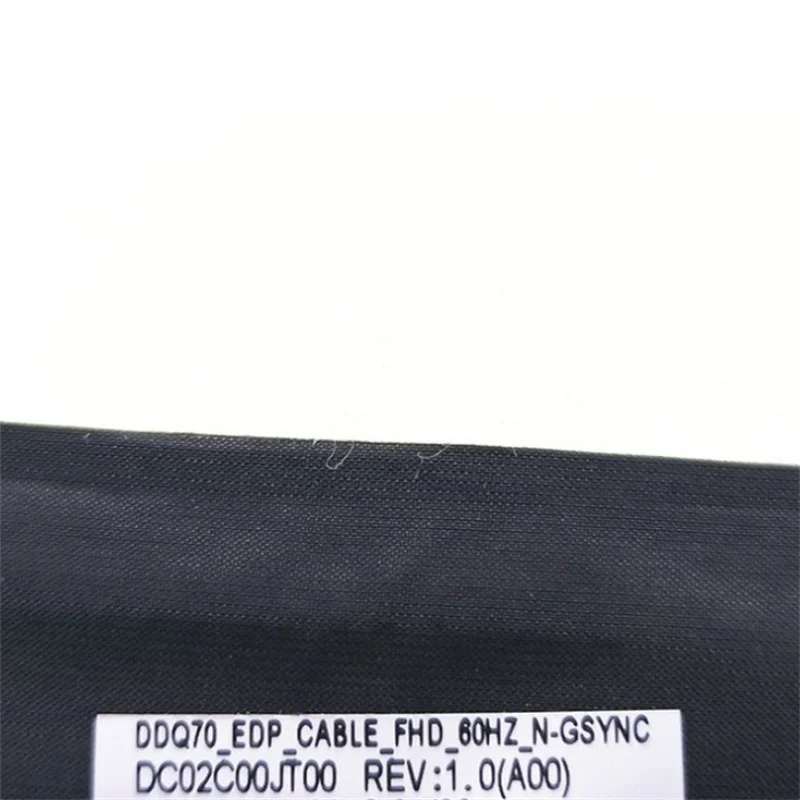 DDQ70_EDP_CABLE_FHD_60HZ_N-GSYNC
DC02C00JT00 REV:1.0(A00)